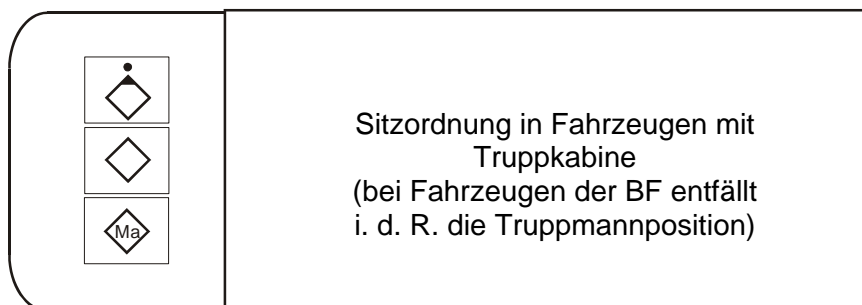 Ma
Sitzordnung in Fahrzeugen mit
Truppkabine
(bei Fahrzeugen der BF entfällt
i. d. R. die Truppmannposition)